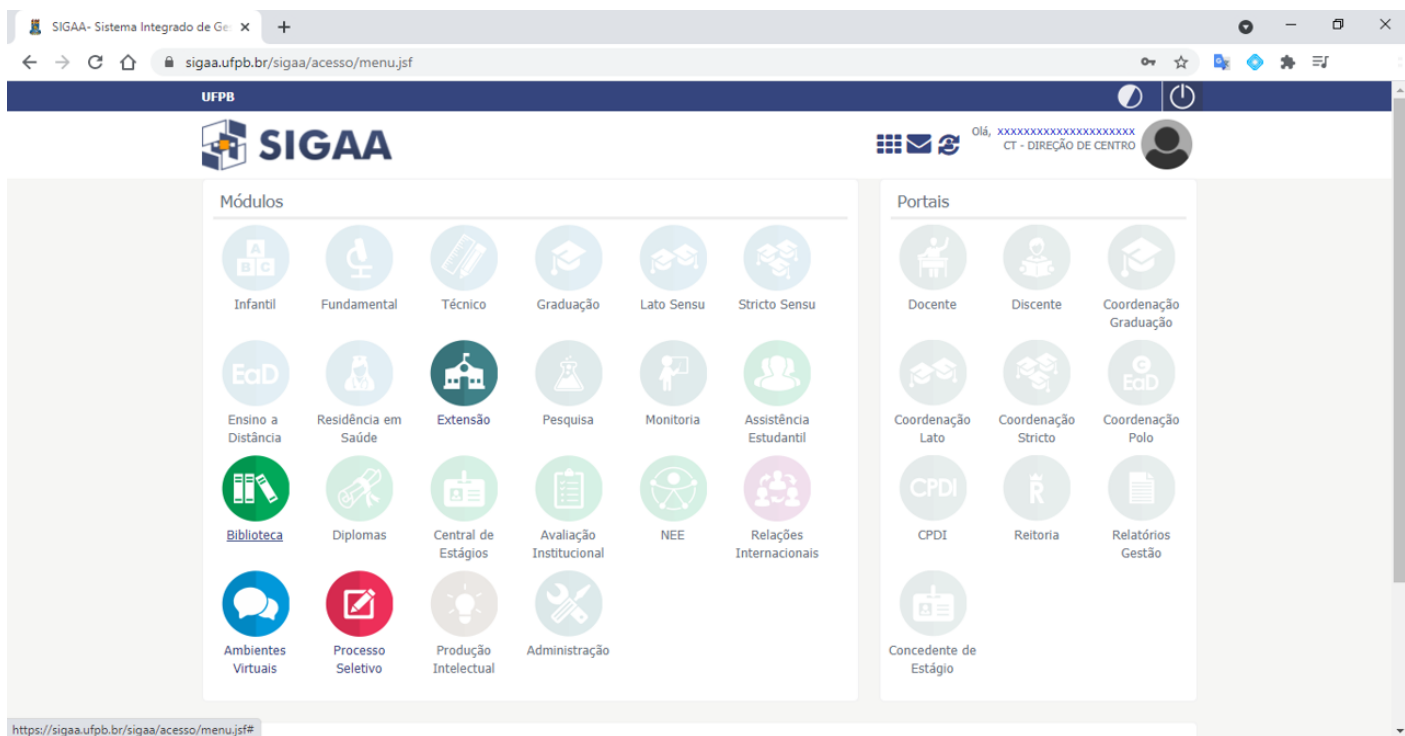 SIGAA- Sistema Integrado de Ge
sigaa.ufpb.br/sigaa/acesso/menu.jsf
UFPB
SIGAA
Olá, xxxxxxxxxxxxxxxxxxxxxx
CT - DIREÇÃO DE CENTRO
Módulos
A
B C
Infantil
Fundamental
Técnico
Graduação
Lato Sensu
Stricto Sensu
EaD
Ensino a
Distância
Residência em
Saúde
Extensão
Pesquisa
Monitoria
Assistência
Estudantil
Biblioteca
Diplomas
Central de
Estágios
Avaliação
Institucional
NEE
Relações
Internacionais
Ambientes
Virtuais
Processo
Seletivo
Produção
Intelectual
Administração
Portais
Docente
Discente
Coordenação
Graduação
Coordenação
Lato
Coordenação
Stricto
G
EaD
Coordenação
Polo
CPDI
CPDI
Ř
Reitoria
Relatórios
Gestão
Concedente de
Estágio
https://sigaa.ufpb.br/sigaa/acesso/menu.jsf#